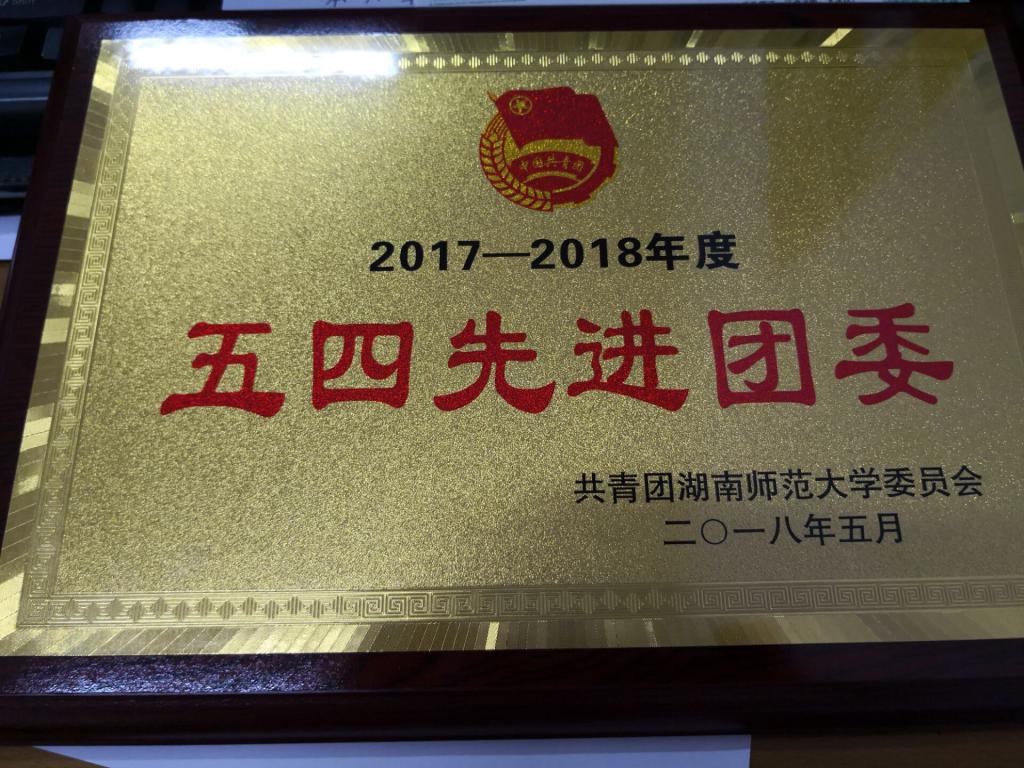 中国共青团
2017—2018年度
五四先进团委
共青团湖南师范大学委员会
二〇一八年五月